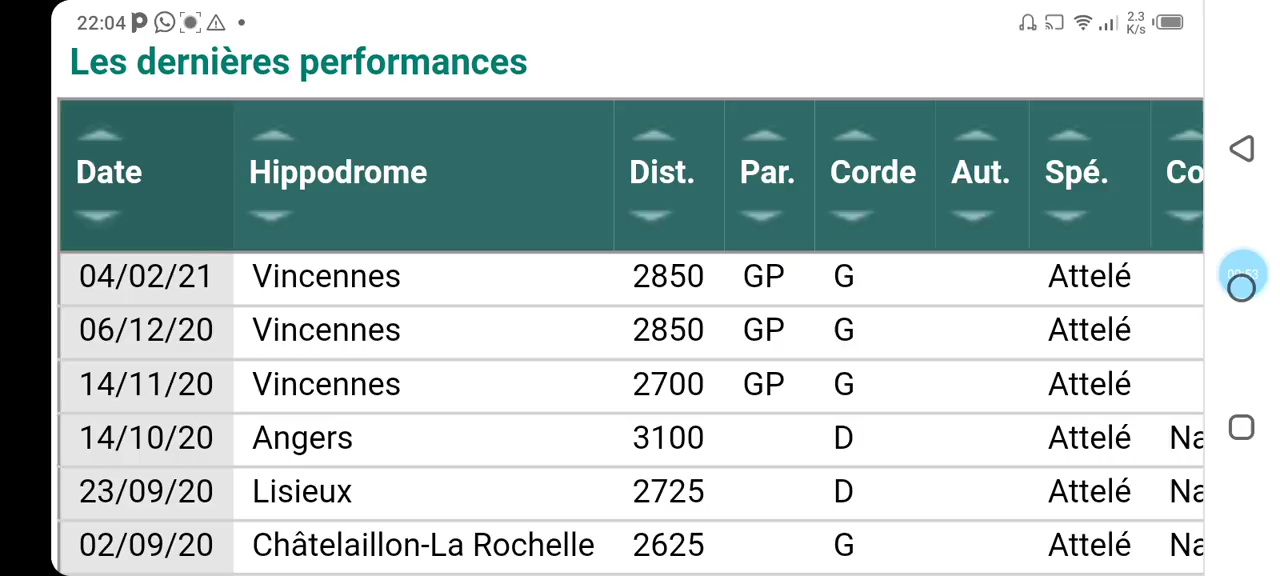 22:04 2.3 K/s
Les dernières performances
Date Hippodrome Dist. Par. Corde Aut. Spé. Co
04/02/21 Vincennes 2850 GP G Attelé
06/12/20 Vincennes 2850 GP G Attelé
14/11/20 Vincennes 2700 GP G Attelé
14/10/20 Angers 3100 D Attelé Na
23/09/20 Lisieux 2725 D Attelé Na
02/09/20 Châtelaillon-La Rochelle 2625 G Attelé Na